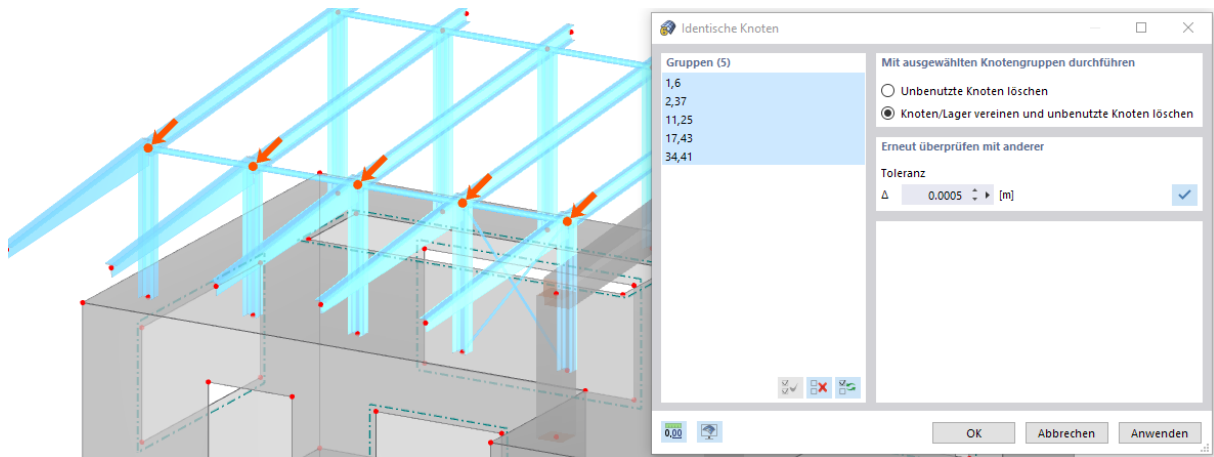 Identische Knoten
Gruppen (5)
1,6
2,37
11,25
17,43
34,41
Mit ausgewählten Knotengruppen durchführen
Unbenutzte Knoten löschen
Knoten/Lager vereinen und unbenutzte Knoten löschen
Erneut überprüfen mit anderer
Toleranz
Δ 0.0005 [m]
0,00
OK Abbrechen Anwenden